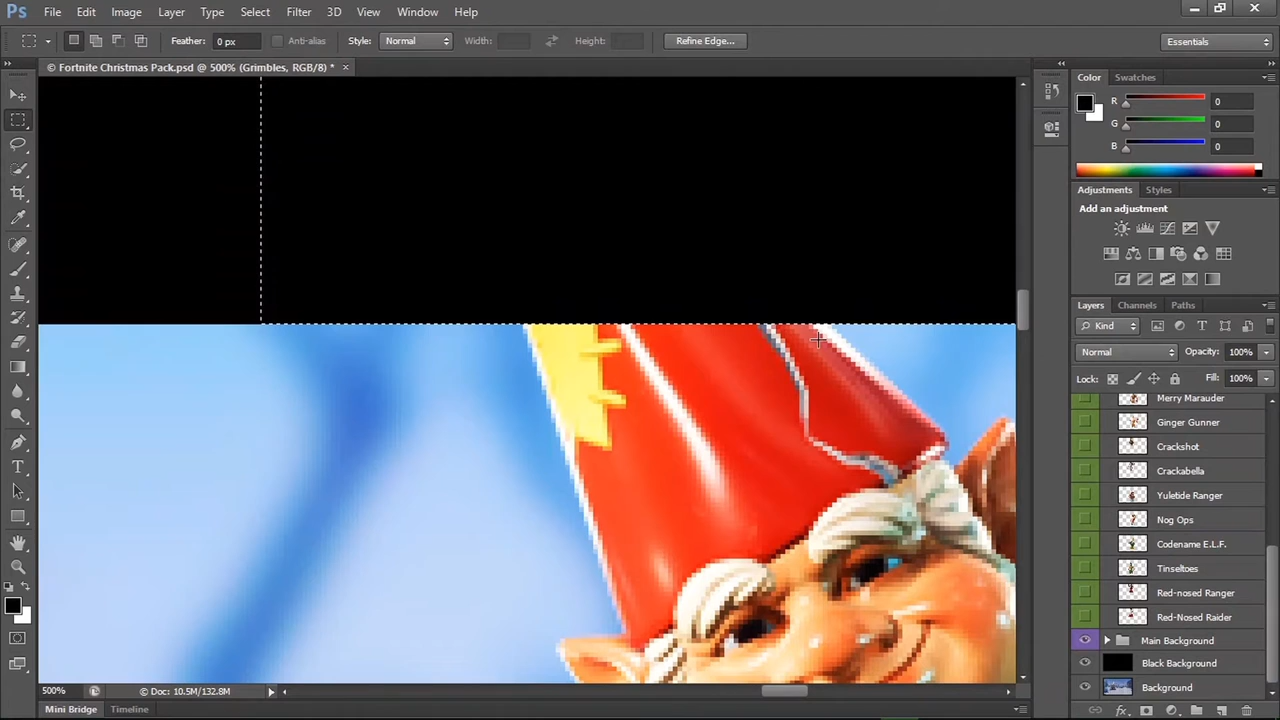 Ps File Edit Image Layer Type Select Filter 3D View Window Help
Feather: 0 px Anti-alias Style: Normal Width: Height: Refine Edge... Essentials
© Fortnite Christmas Pack.psd @ 500% (Grimbles, RGB/8) * ×
Color Swatches
R 0
G 0
B 0
Adjustments Styles
Add an adjustment
Layers Channels Paths
Kind
Normal Opacity: 100%
Lock: Fill: 100%
Merry Marauder
Ginger Gunner
Crackshot
Crackabella
Yuletide Ranger
Nog Ops
Codename E.L.F.
Tinseltoes
Red-nosed Ranger
Red-Nosed Raider
Main Background
Black Background
Background
500% © Doc: 10.5M/132.8M
Mini Bridge Timeline